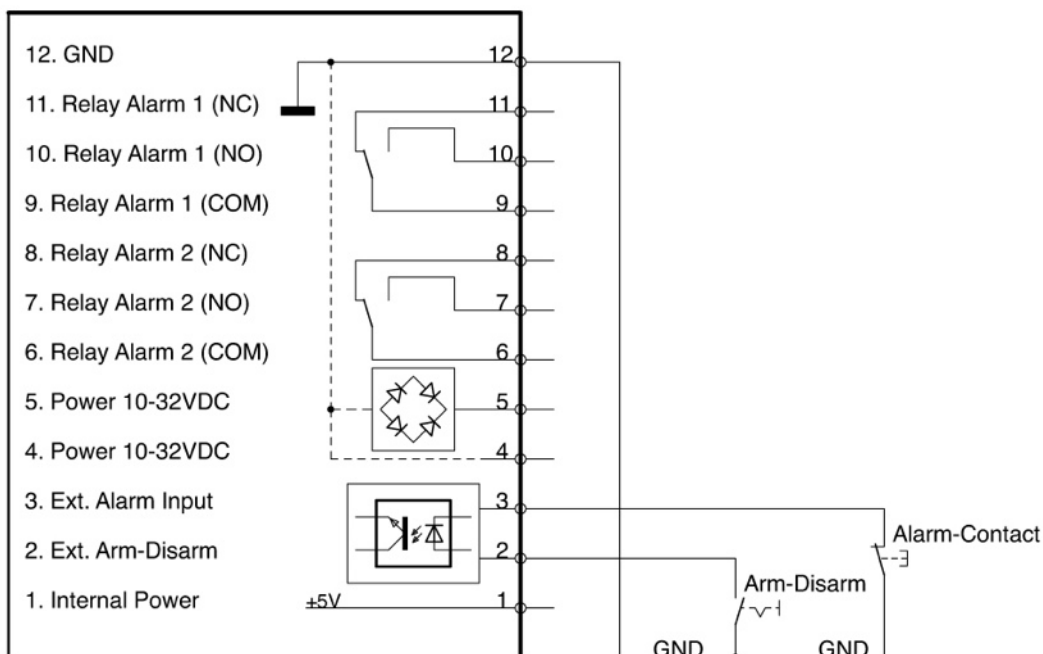 12. GND
12
11. Relay Alarm 1 (NC)
11
10. Relay Alarm 1 (NO)
10
9. Relay Alarm 1 (COM)
9
8. Relay Alarm 2 (NC)
8
7. Relay Alarm 2 (NO)
7
6. Relay Alarm 2 (COM)
6
5. Power 10-32VDC
5
4. Power 10-32VDC
4
3. Ext. Alarm Input
3
Alarm-Contact
2. Ext. Arm-Disarm
2
Arm-Disarm
1. Internal Power
+5V
1
GND
GND